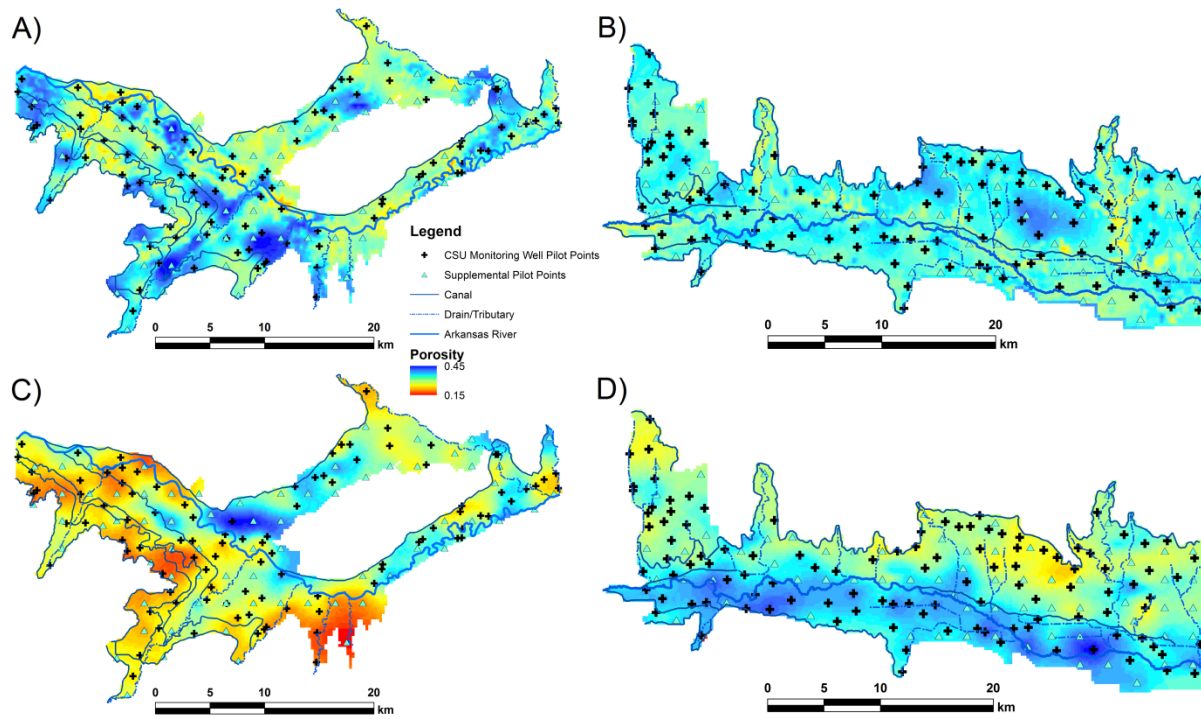 A)
B)
Legend
CSU Monitoring Well Pilot Points
Supplemental Pilot Points
Canal
Drain/Tributary
Arkansas River
0 5 10 20
km
0 5 10 20
km
Porosity
0.45
0.15
C)
D)
0 5 10 20
km
0 5 10 20
km